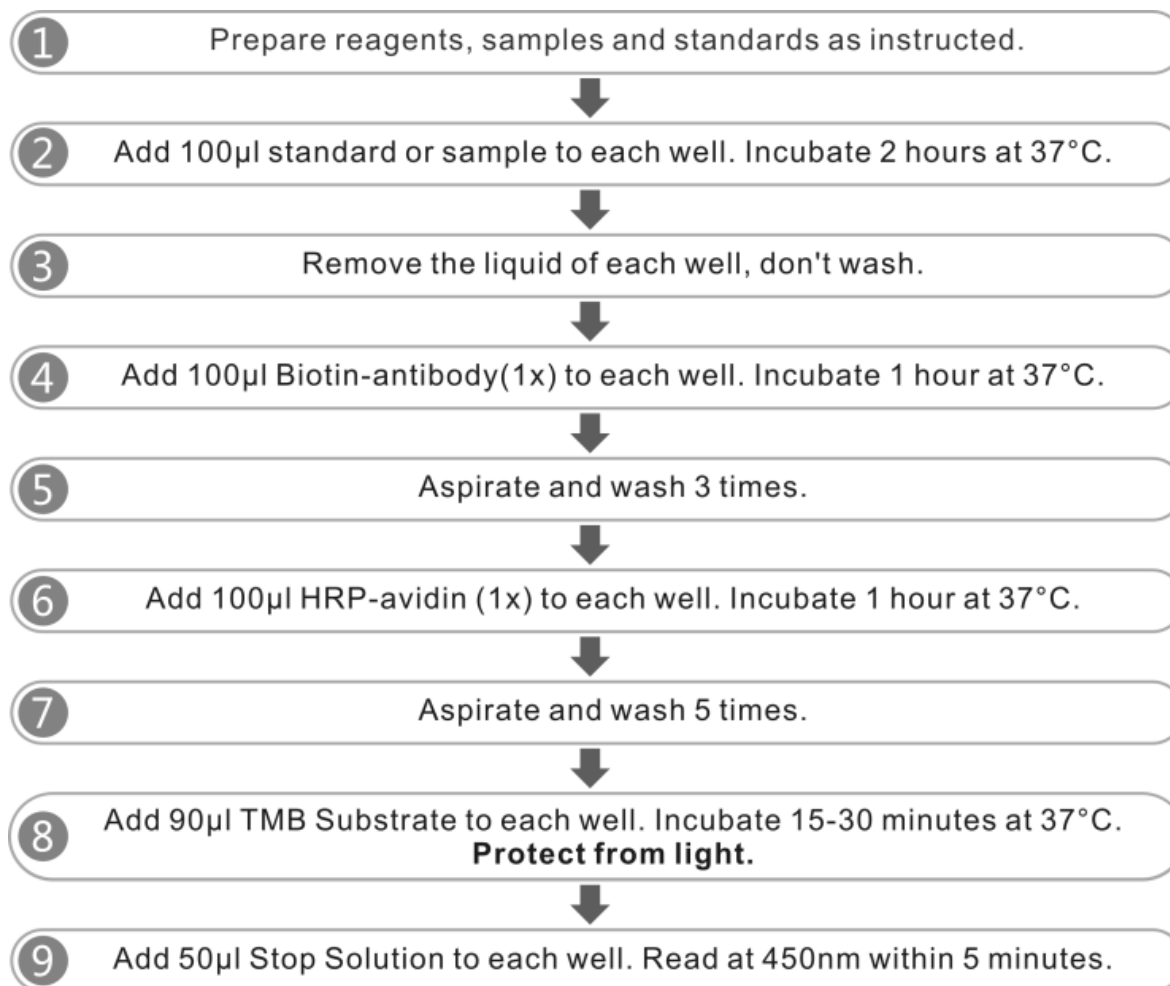 1 Prepare reagents, samples and standards as instructed.
2 Add 100μl standard or sample to each well. Incubate 2 hours at 37°C.
3 Remove the liquid of each well, don't wash.
4 Add 100μl Biotin-antibody(1x) to each well. Incubate 1 hour at 37°C.
5 Aspirate and wash 3 times.
6 Add 100μl HRP-avidin (1x) to each well. Incubate 1 hour at 37°C.
7 Aspirate and wash 5 times.
8 Add 90μl TMB Substrate to each well. Incubate 15-30 minutes at 37°C.
Protect from light.
9 Add 50μl Stop Solution to each well. Read at 450nm within 5 minutes.